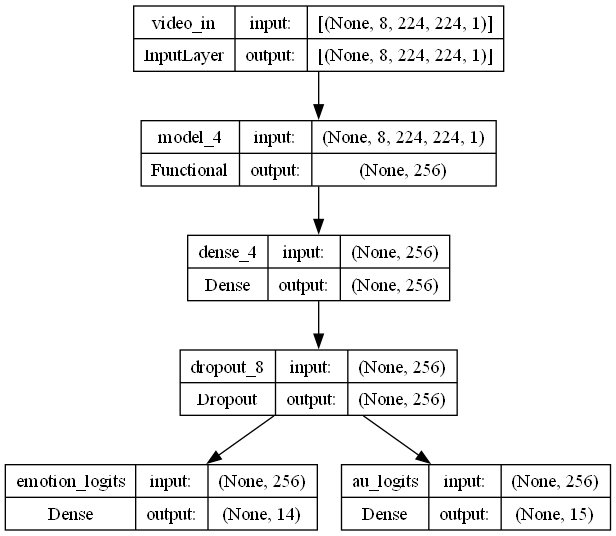 video_in input: [(None, 8, 224, 224, 1)]
InputLayer output: [(None, 8, 224, 224, 1)]
model_4 input: (None, 8, 224, 224, 1)
Functional output: (None, 256)
dense_4 input: (None, 256)
Dense output: (None, 256)
dropout_8 input: (None, 256)
Dropout output: (None, 256)
emotion_logits input: (None, 256)
Dense output: (None, 14)
au_logits input: (None, 256)
Dense output: (None, 15)